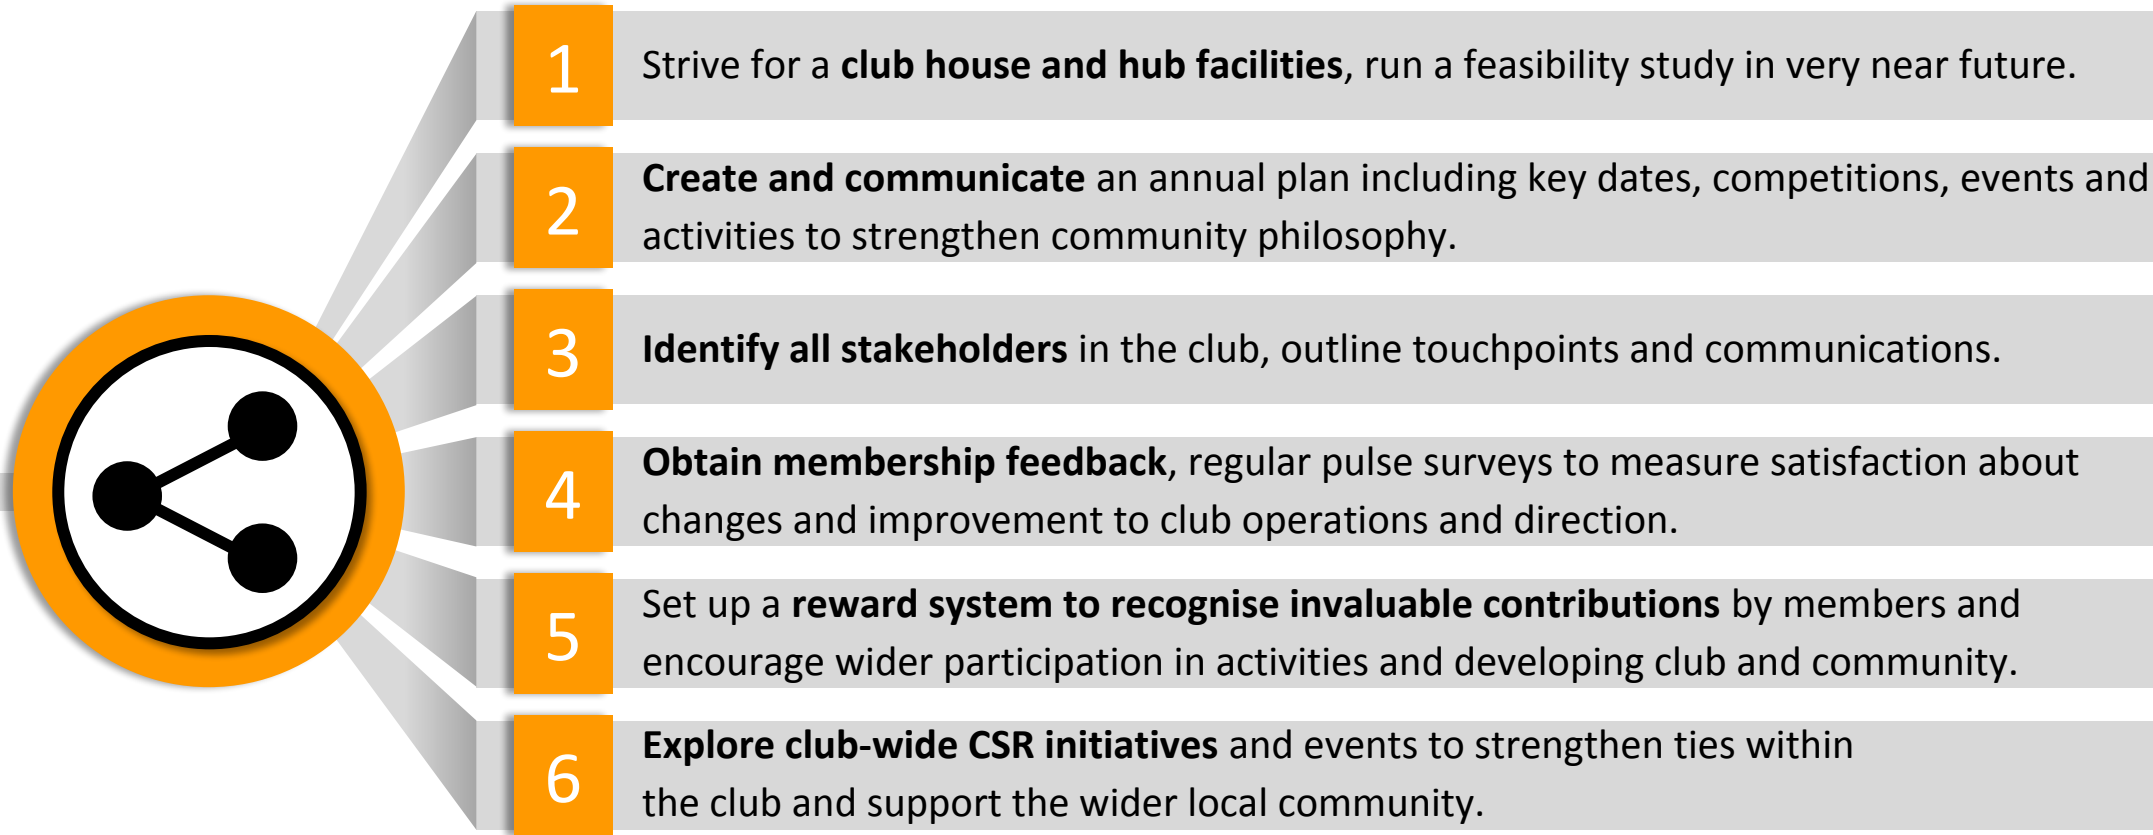 1
Strive for a club house and hub facilities, run a feasibility study in very near future.
2
Create and communicate an annual plan including key dates, competitions, events and
activities to strengthen community philosophy.
3
Identify all stakeholders in the club, outline touchpoints and communications.
4
Obtain membership feedback, regular pulse surveys to measure satisfaction about
changes and improvement to club operations and direction.
5
Set up a reward system to recognise invaluable contributions by members and
encourage wider participation in activities and developing club and community.
6
Explore club-wide CSR initiatives and events to strengthen ties within
the club and support the wider local community.